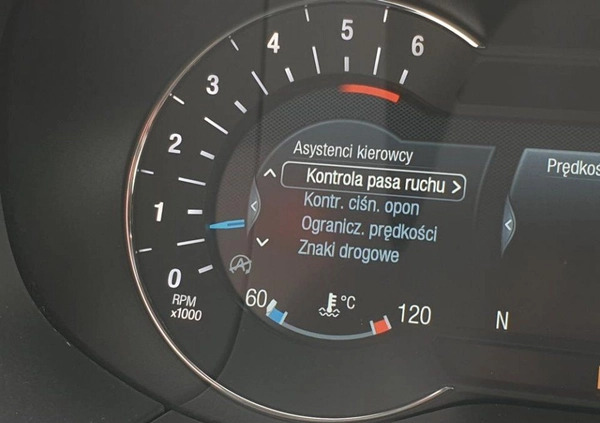 6
5
4
3
2
1
0
RPM
x1000
Asystenci kierowcy
Kontrola pasa ruchu >
Kontr. ciśn. opon
Ogranicz. prędkości
Znaki drogowe
60
°C
120
N